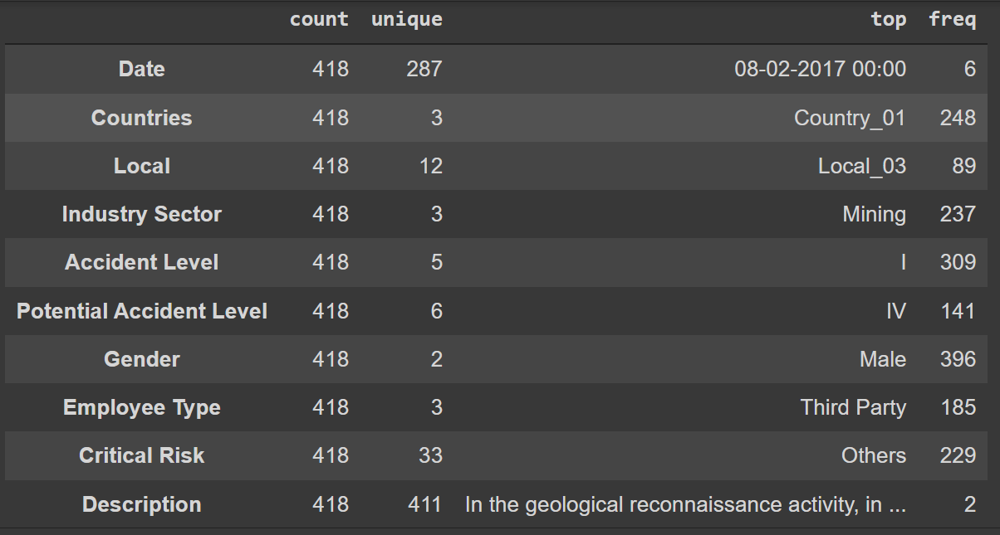 count unique top freq
Date 418 287 08-02-2017 00:00 6
Countries 418 3 Country_01 248
Local 418 12 Local_03 89
Industry Sector 418 3 Mining 237
Accident Level 418 5 I 309
Potential Accident Level 418 6 IV 141
Gender 418 2 Male 396
Employee Type 418 3 Third Party 185
Critical Risk 418 33 Others 229
Description 418 411 In the geological reconnaissance activity, in ... 2